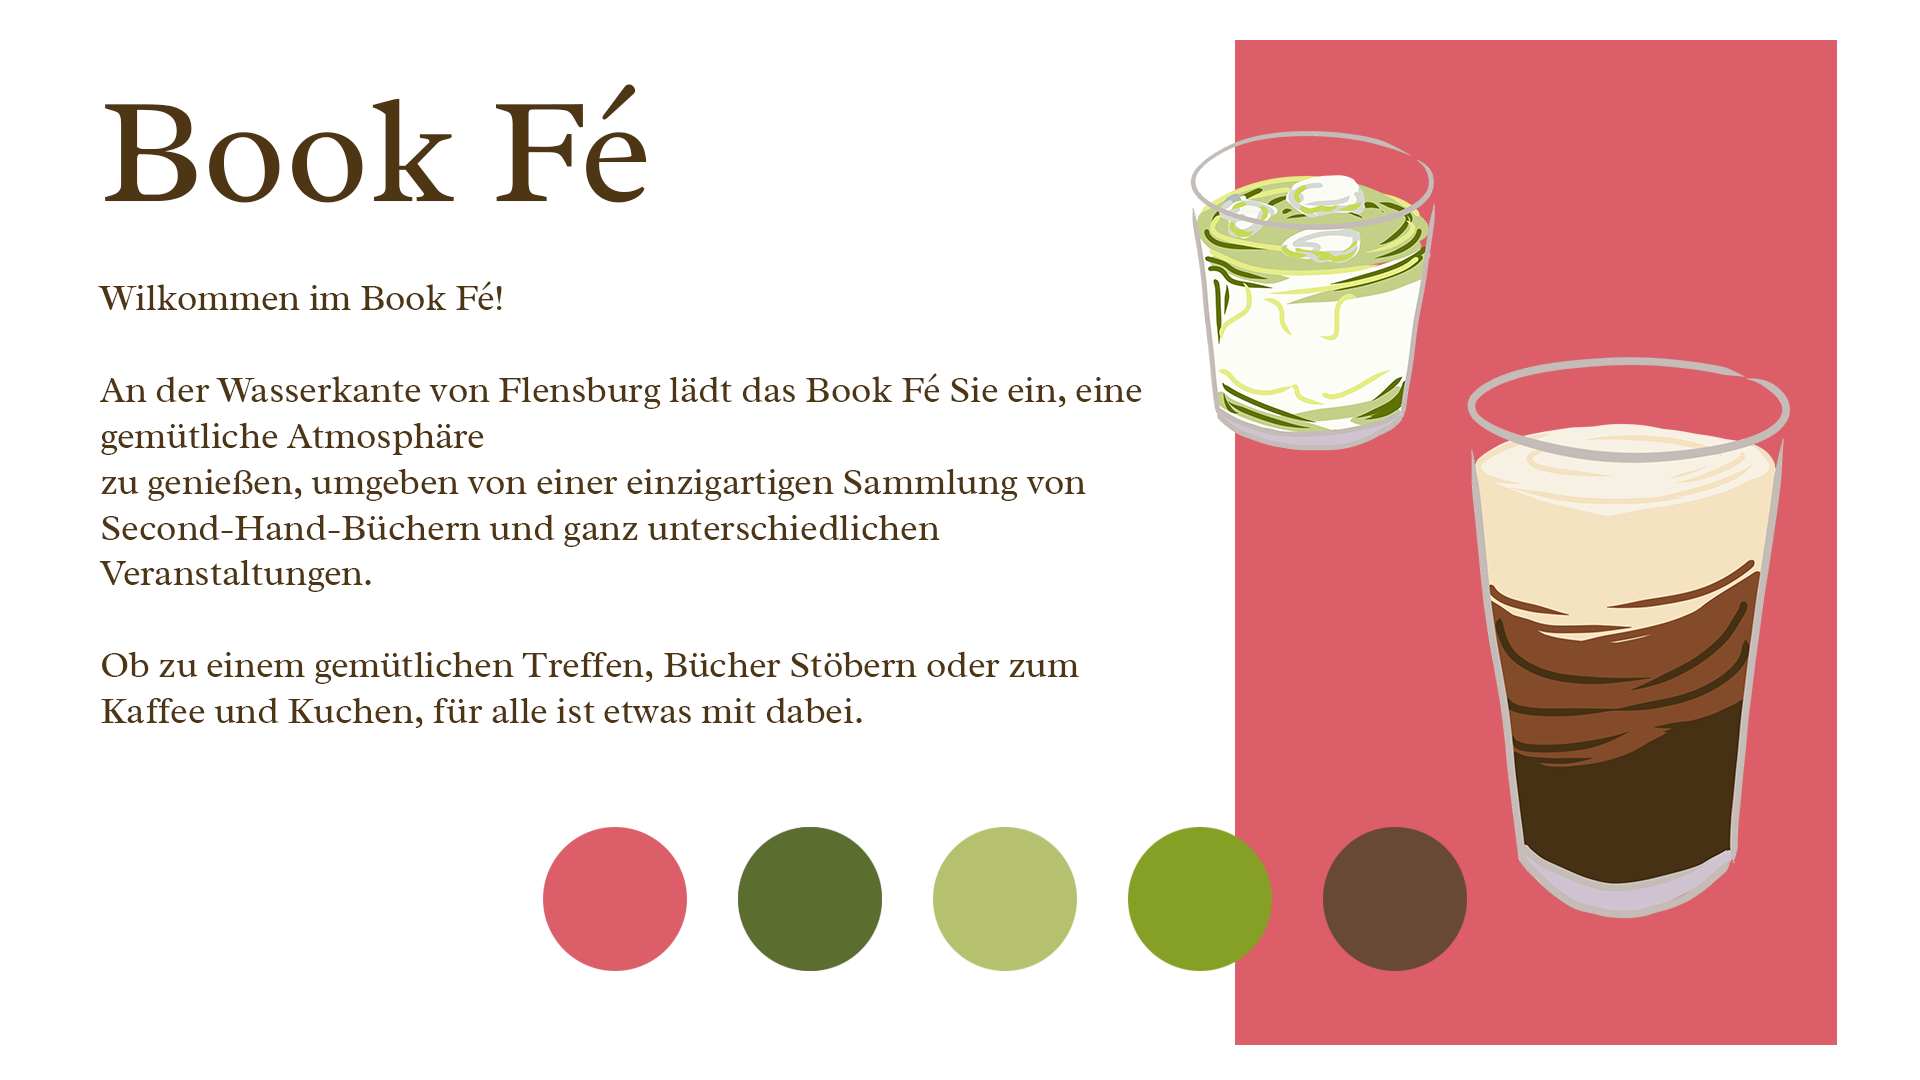 Book Fé
Wilkommen im Book Fé!
An der Wasserkante von Flensburg lädt das Book Fé Sie ein, eine
gemütliche Atmosphäre
zu genießen, umgeben von einer einzigartigen Sammlung von
Second-Hand-Büchern und ganz unterschiedlichen
Veranstaltungen.
Ob zu einem gemütlichen Treffen, Bücher Stöbern oder zum
Kaffee und Kuchen, für alle ist etwas mit dabei.